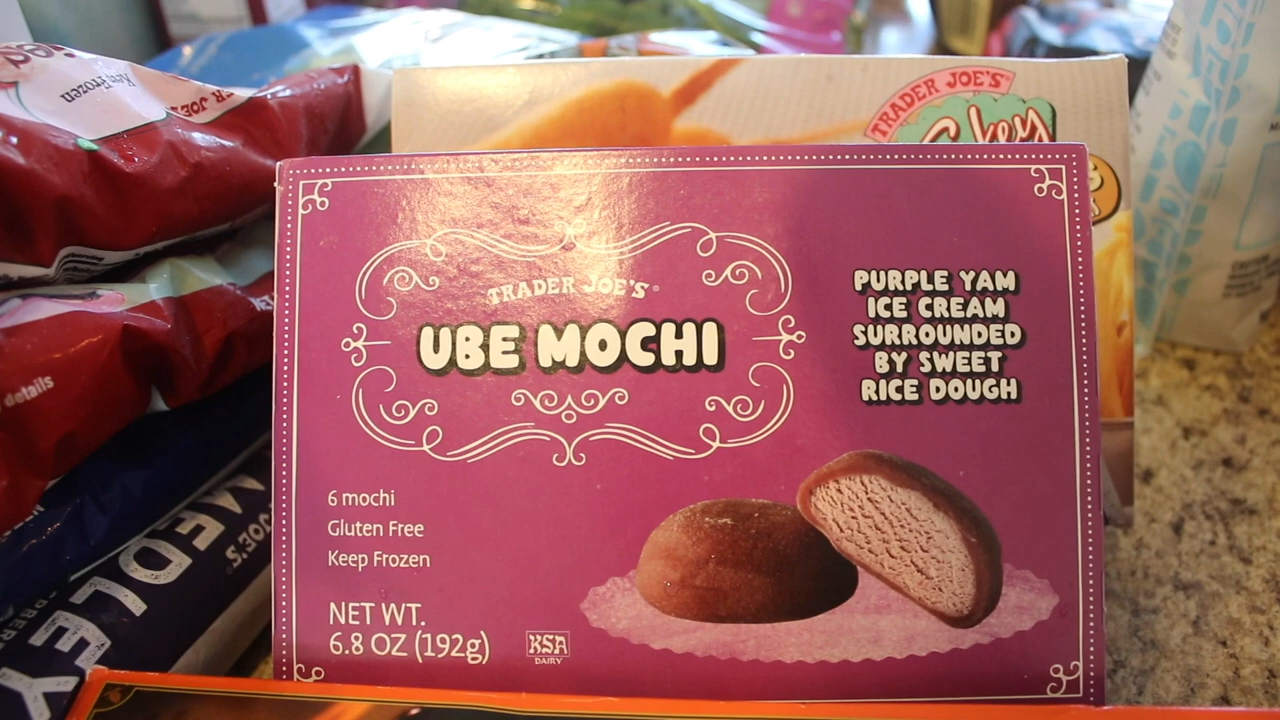 Keep Frozen
TRADER JOE'S
TRADER JOE'S®
UBE MOCHI
PURPLE YAM
ICE CREAM
SURROUNDED
BY SWEET
RICE DOUGH
6 mochi
Gluten Free
Keep Frozen
NET WT.
6.8 OZ (192g)
KSA
DAIRY
details
JOE'S
MEDLEY